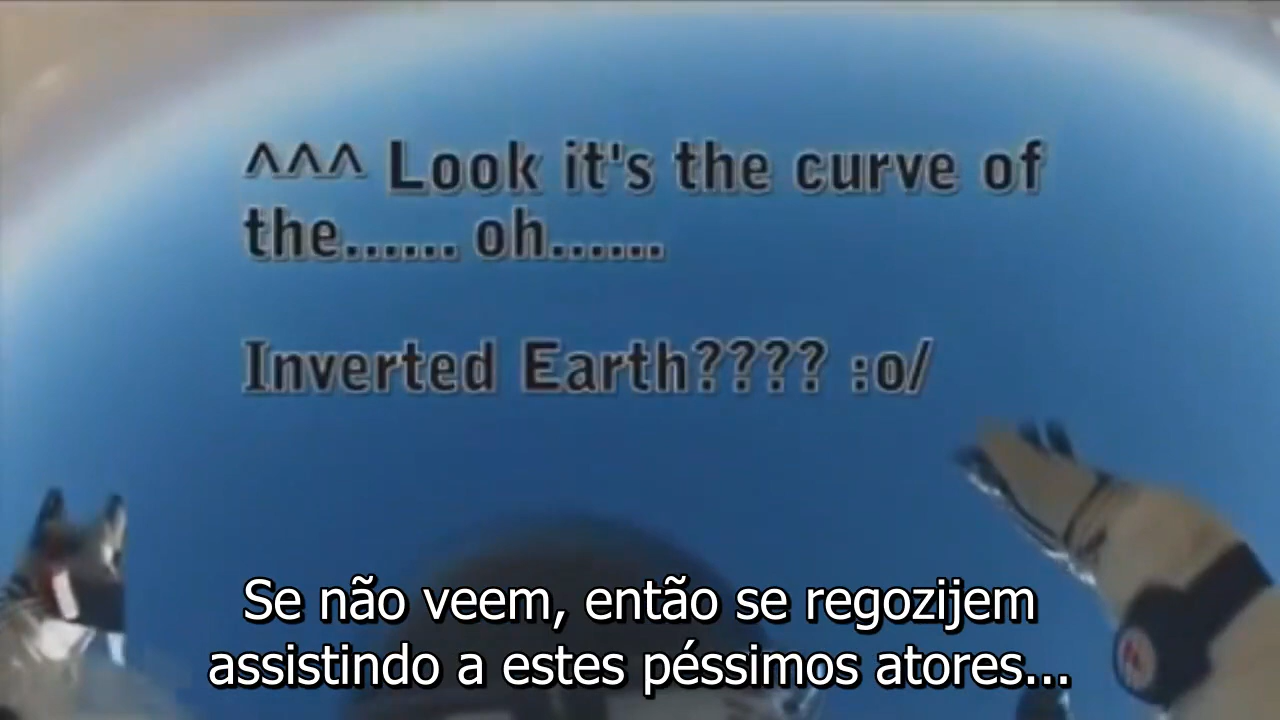 ^^^ Look it's the curve of
the...... oh......
Inverted Earth???? :o/
Se não veem, então se regozijem
assistindo a estes péssimos atores...